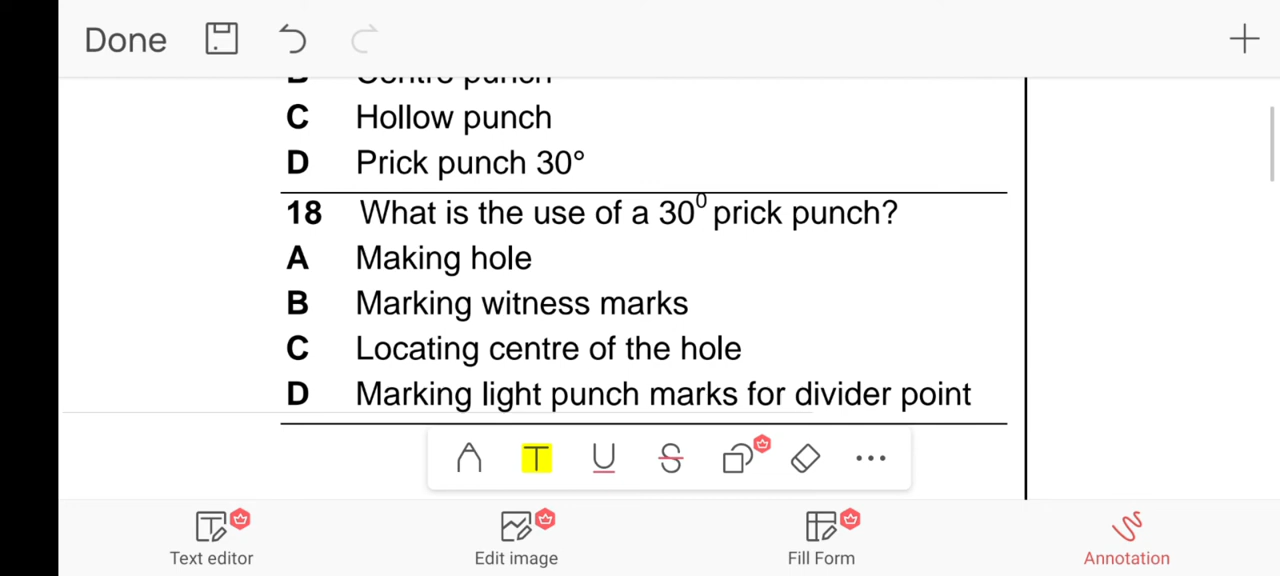 Done
B Centre punch
C Hollow punch
D Prick punch 30°
18 What is the use of a 30⁰ prick punch?
A Making hole
B Marking witness marks
C Locating centre of the hole
D Marking light punch marks for divider point
T U S
Text editor
Edit image
Fill Form
Annotation